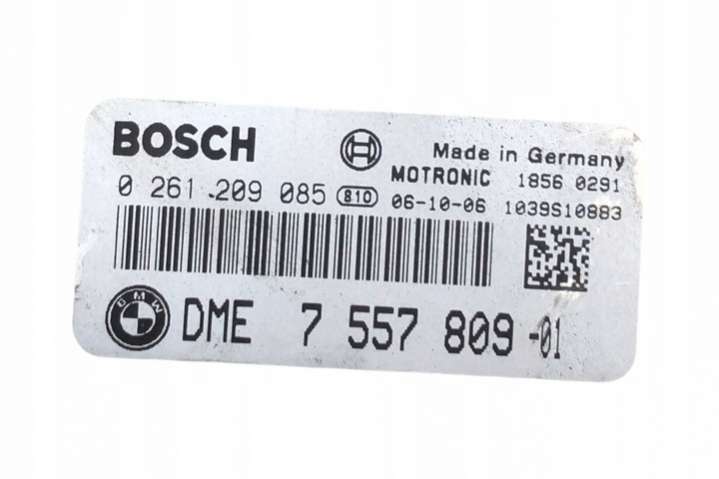 BOSCH
Made in Germany
MOTRONIC 1856 0291
0 261 209 085 810 06-10-06 1039S10883
BMW DME 7 557 809-01